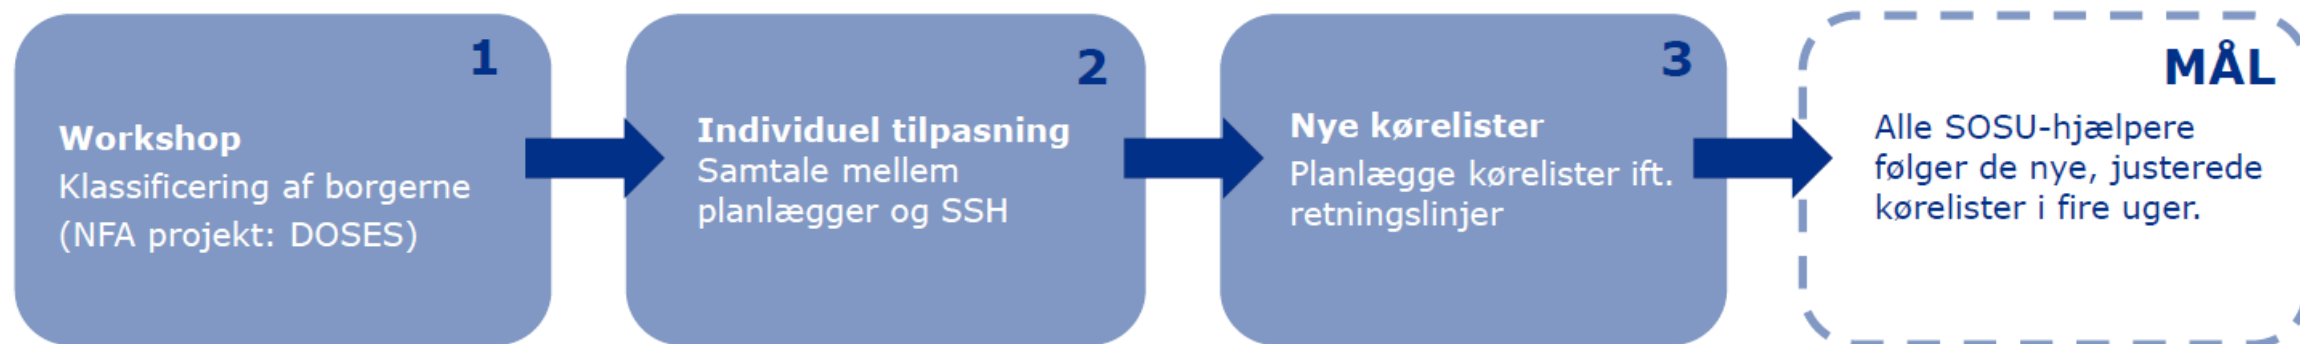 1
Workshop
Klassificering af borgerne
(NFA projekt: DOSES)
2
Individuel tilpasning
Samtale mellem
planlægger og SSH
3
Nye kørelister
Planlægge kørelister ift.
retningslinjer
MÅL
Alle SOSU-hjælpere
følger de nye, justerede
kørelister i fire uger.